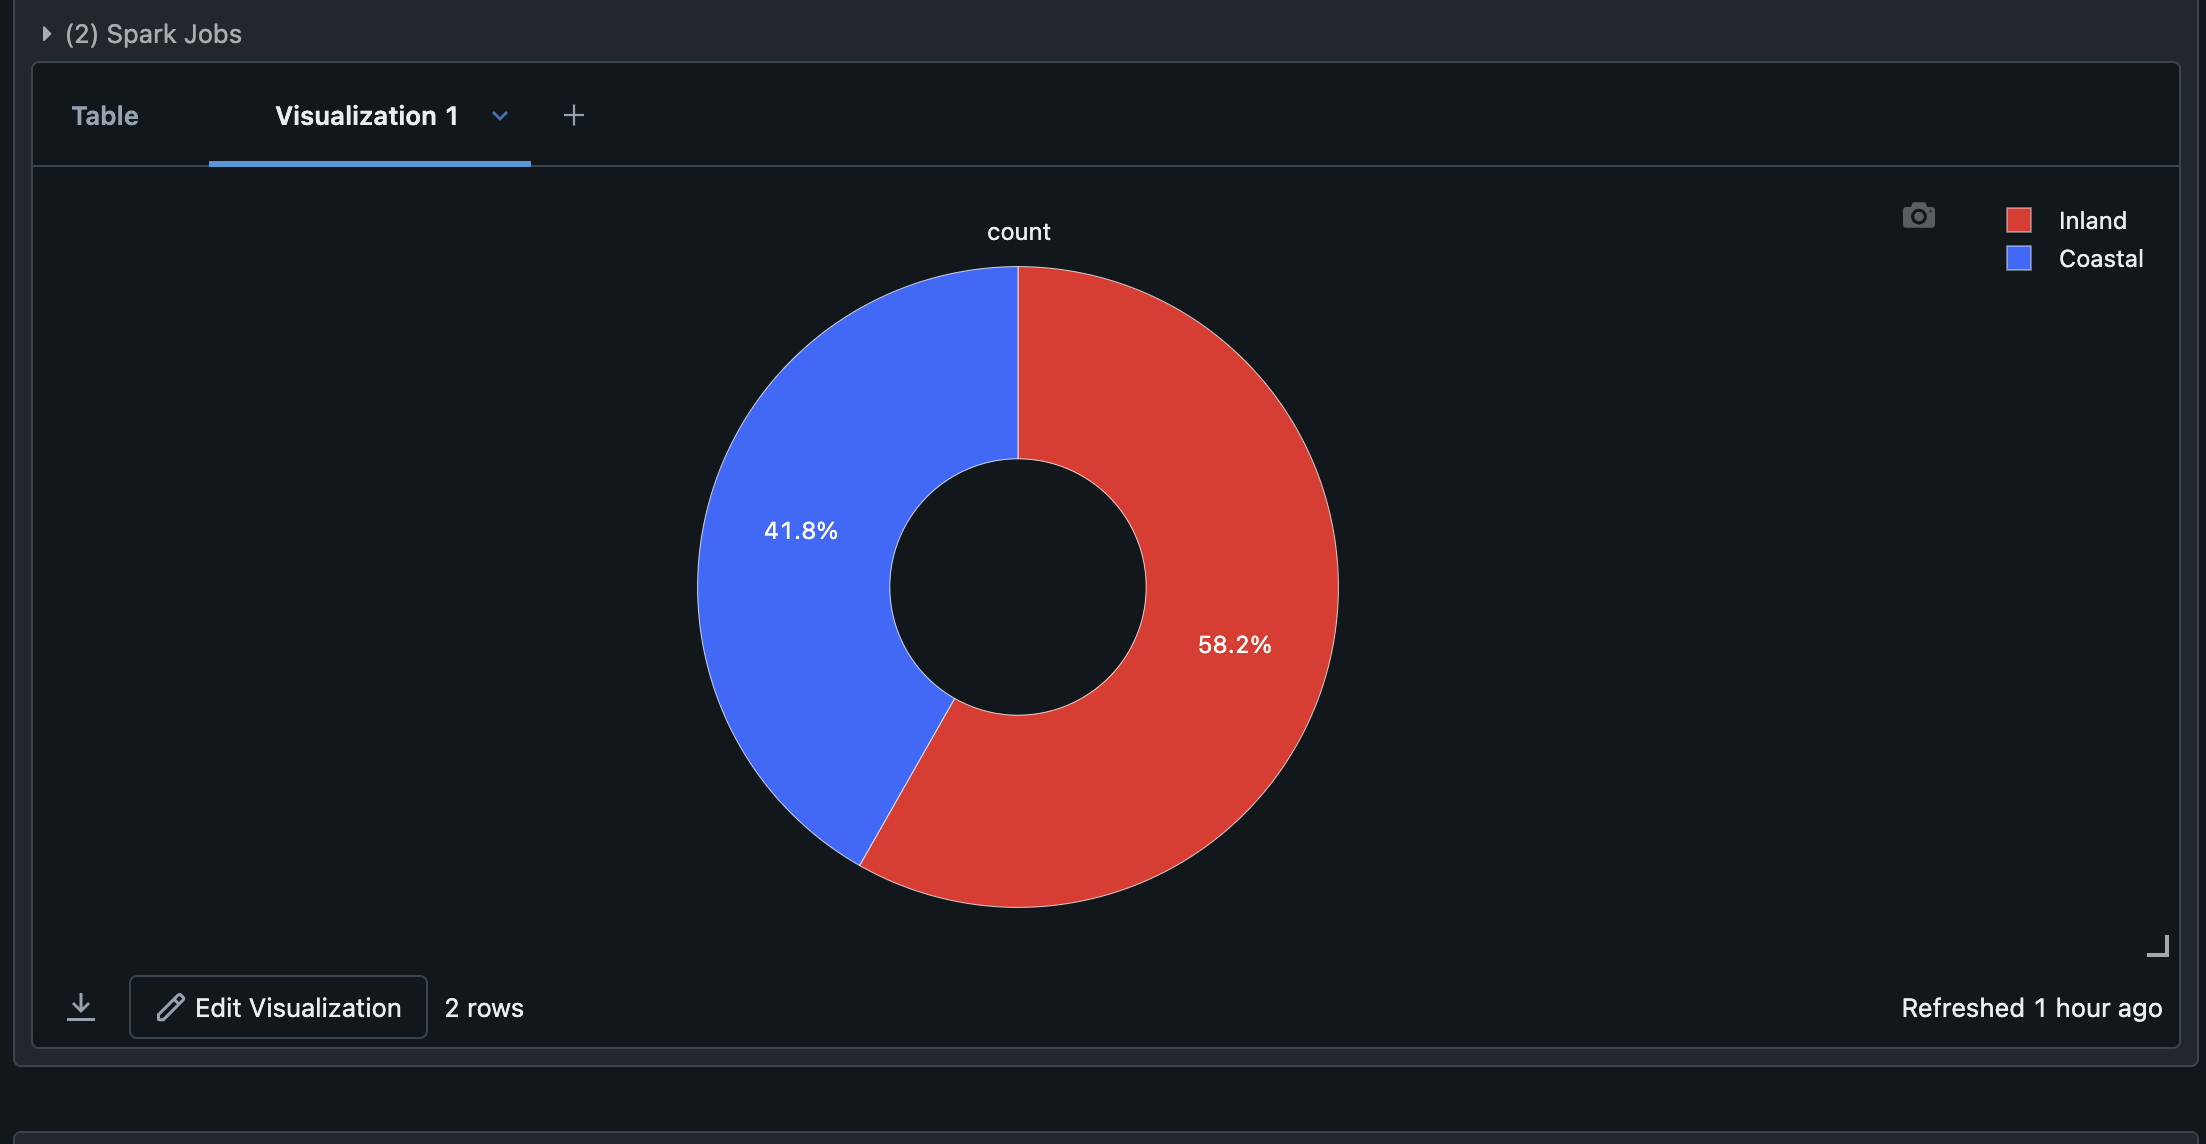 (2) Spark Jobs
Table
Visualization 1
count
Inland
Coastal
41.8%
58.2%
Edit Visualization
2 rows
Refreshed 1 hour ago